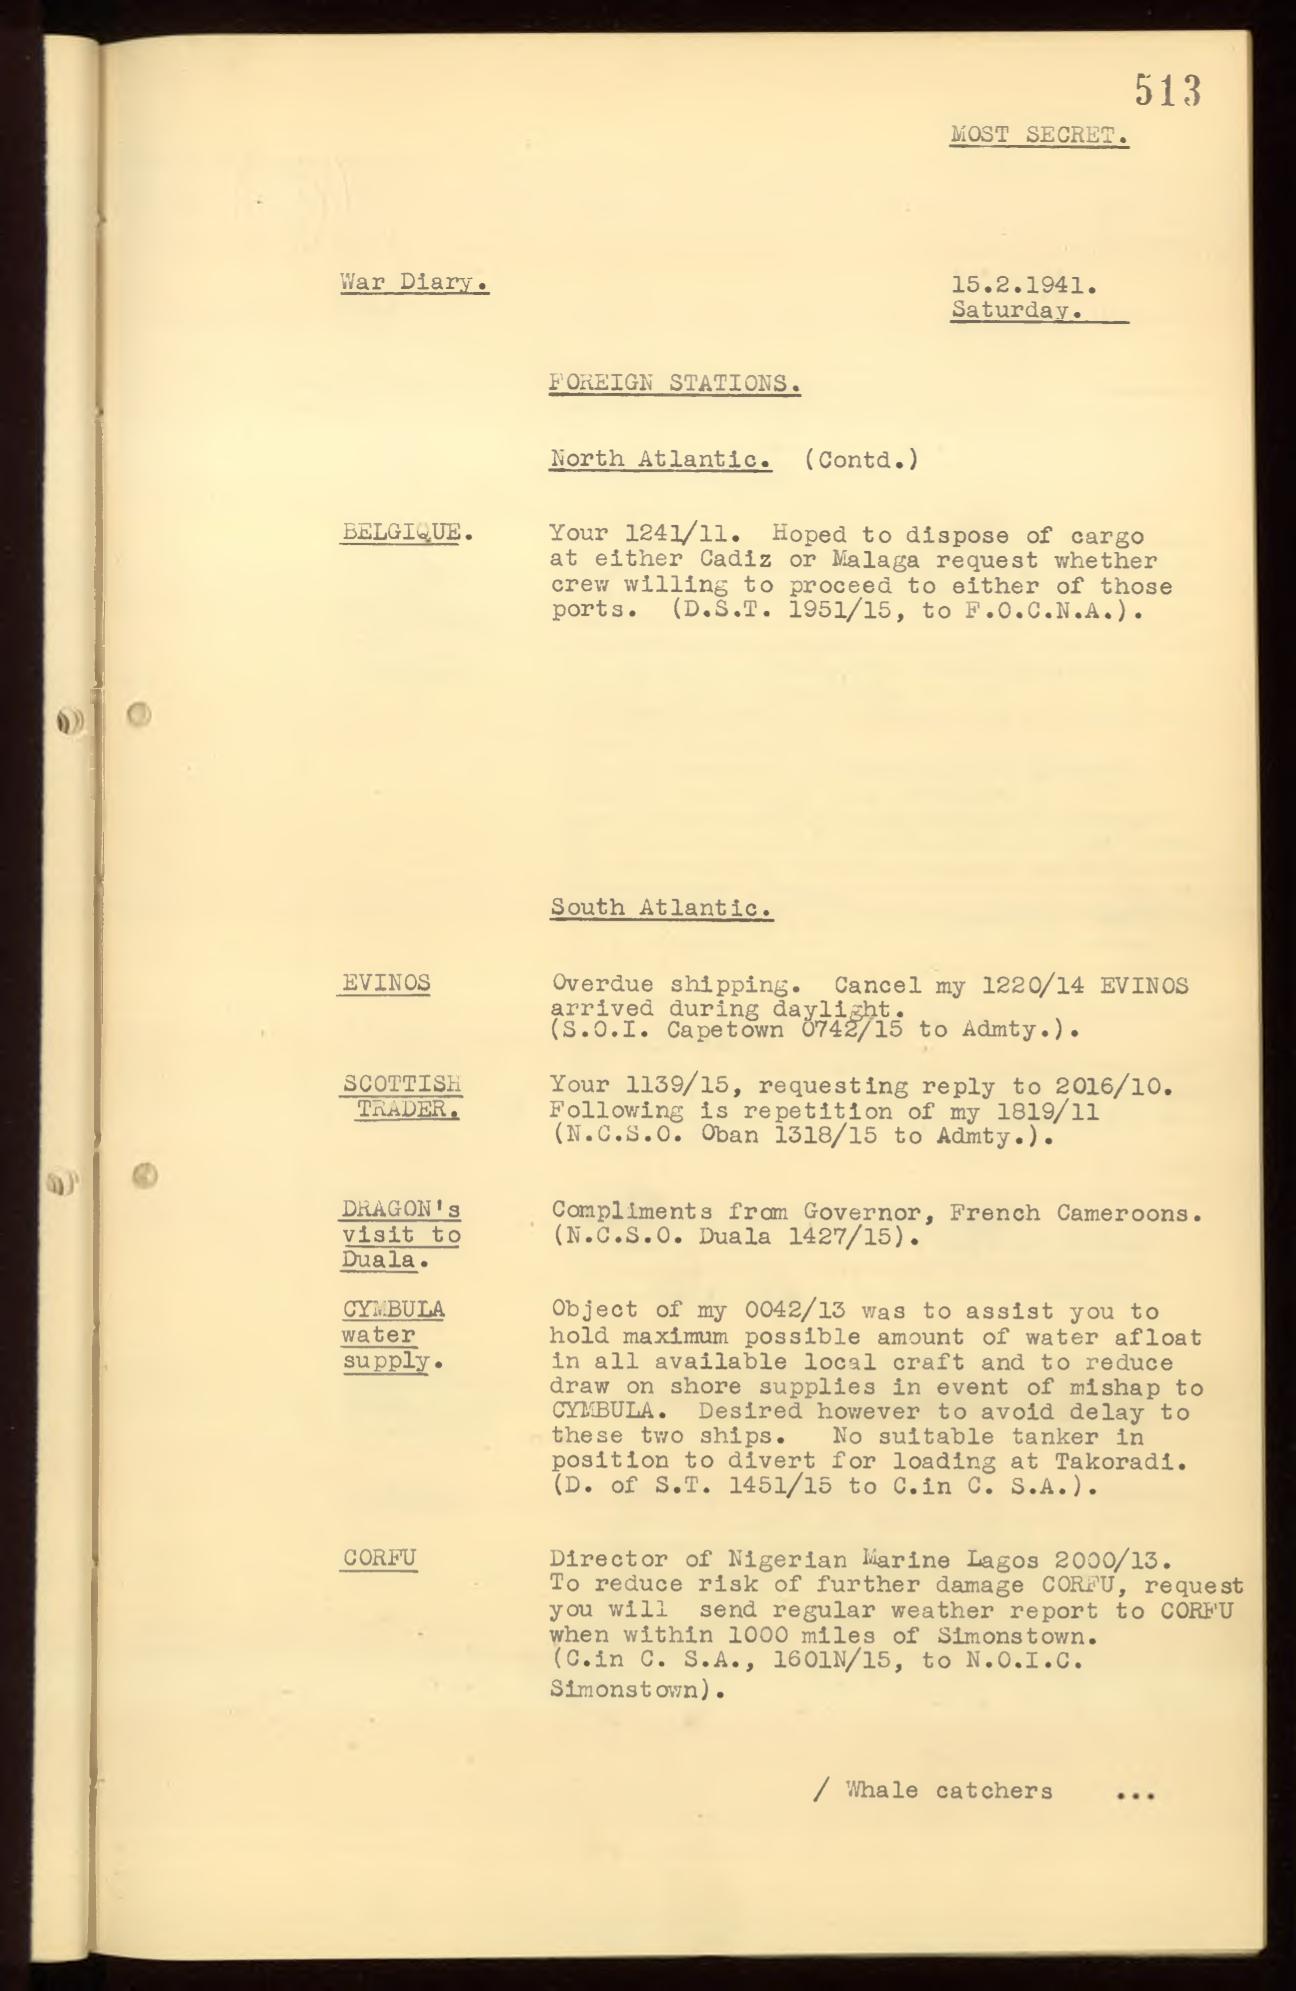 513
MOST SECRET.
War Diary.
15.2.1941.
Saturday.
FOREIGN STATIONS.
North Atlantic. (Contd.)
BELGIQUE.
Your 1241/11. Hoped to dispose of cargo
at either Cadiz or Malaga request whether
crew willing to proceed to either of those
ports. (D.S.T. 1951/15, to F.O.C.N.A.).
South Atlantic.
EVINOS
Overdue shipping. Cancel my 1220/14 EVINOS
arrived during daylight.
(S.O.I. Capetown 0742/15 to Admty.).
SCOTTISH
TRADER.
Your 1139/15, requesting reply to 2016/10.
Following is repetition of my 1819/11
(N.C.S.O. Oban 1318/15 to Admty.).
DRAGON's
visit to
Duala.
Compliments from Governor, French Cameroons.
(N.C.S.O. Duala 1427/15).
CYMBULA
water
supply.
Object of my 0042/13 was to assist you to
hold maximum possible amount of water afloat
in all available local craft and to reduce
draw on shore supplies in event of mishap to
CYMBULA. Desired however to avoid delay to
these two ships. No suitable tanker in
position to divert for loading at Takoradi.
(D. of S.T. 1451/15 to C.in C. S.A.).
CORFU
Director of Nigerian Marine Lagos 2000/13.
To reduce risk of further damage CORFU, request
you will send regular weather report to CORFU
when within 1000 miles of Simonstown.
(C.in C. S.A., 1601N/15, to N.O.I.C.
Simonstown).
/ Whale catchers ...